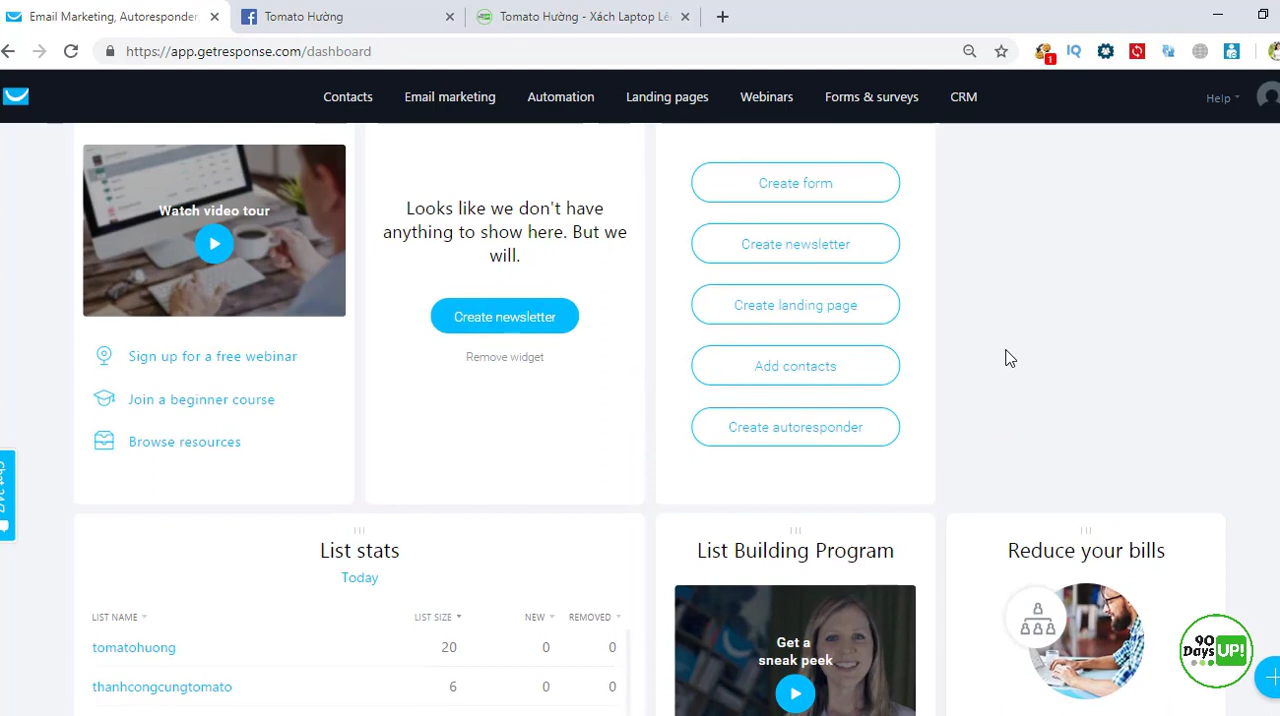 Email Marketing, Autoresponder
Tomato Hường
Tomato Hường - Xách Laptop Lê
https://app.getresponse.com/dashboard
1
IQ
Contacts
Email marketing
Automation
Landing pages
Webinars
Forms & surveys
CRM
Help
Watch video tour
Sign up for a free webinar
Join a beginner course
Browse resources
Looks like we don't have
anything to show here. But we
will.
Create newsletter
Remove widget
Create form
Create newsletter
Create landing page
Add contacts
Create autoresponder
Chat 24/7
List stats
Today
LIST NAME
LIST SIZE
NEW
REMOVED
tomatohuong
20
0
0
thanhcongcungtomato
6
0
0
List Building Program
Get a
sneak peek
Reduce your bills
90
Days UP!